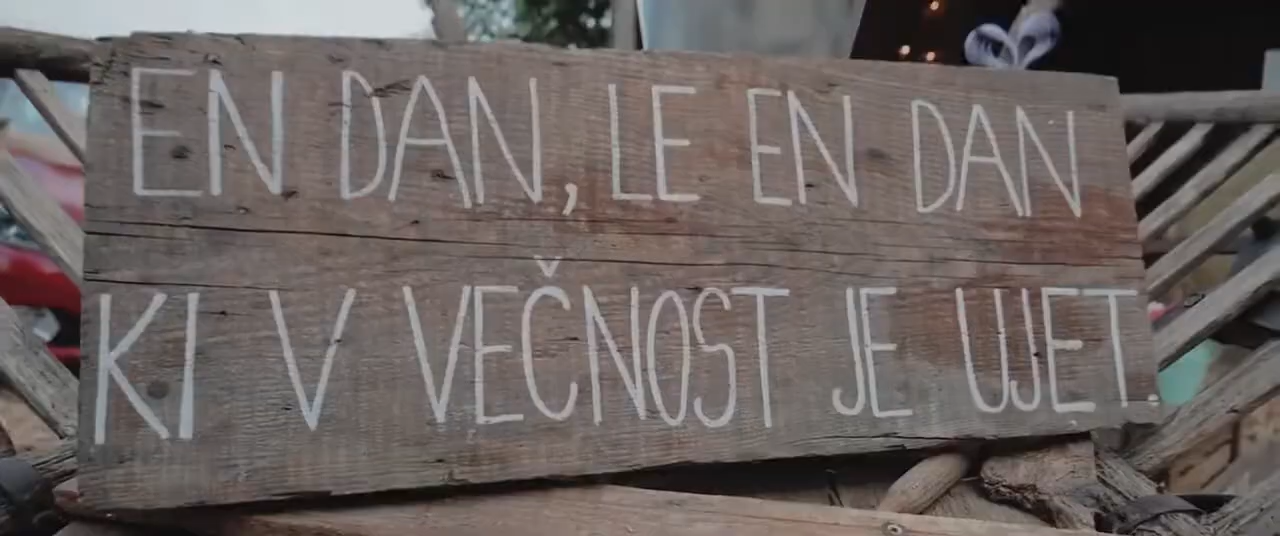 EN DAN, LE EN DAN
KI V VEČNOST JE UJET.